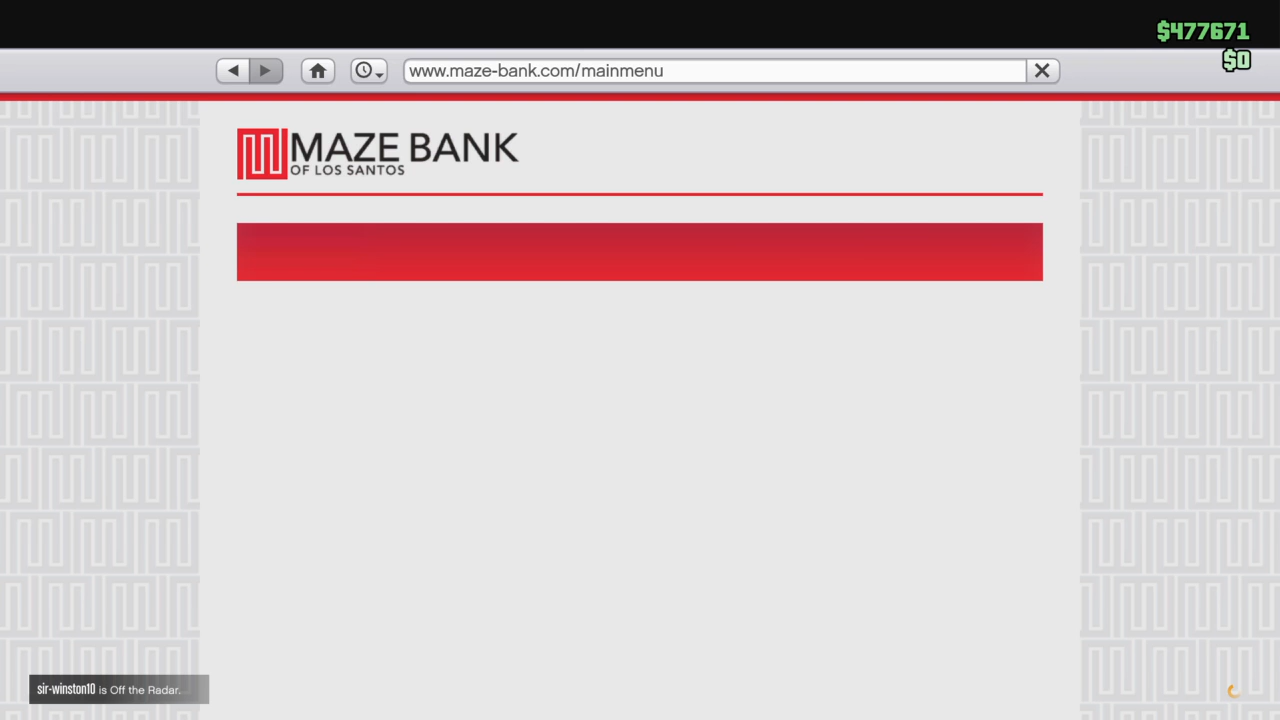 $477671
$0
www.maze-bank.com/mainmenu
MAZE BANK
OF LOS SANTOS
sir-winston10 is Off the Radar.